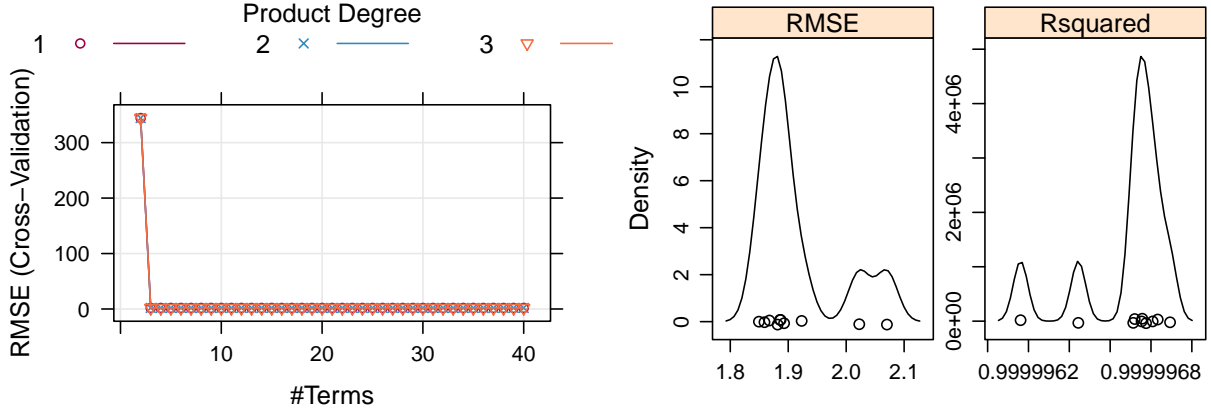 Product Degree
1 2 3
RMSE (Cross−Validation)
300
200
100
0
10 20 30 40
#Terms
RMSE Rsquared
Density
10
8
6
4
2
0
1.8 1.9 2.0 2.1
4e+06
2e+06
0e+00
0.9999962 0.9999968